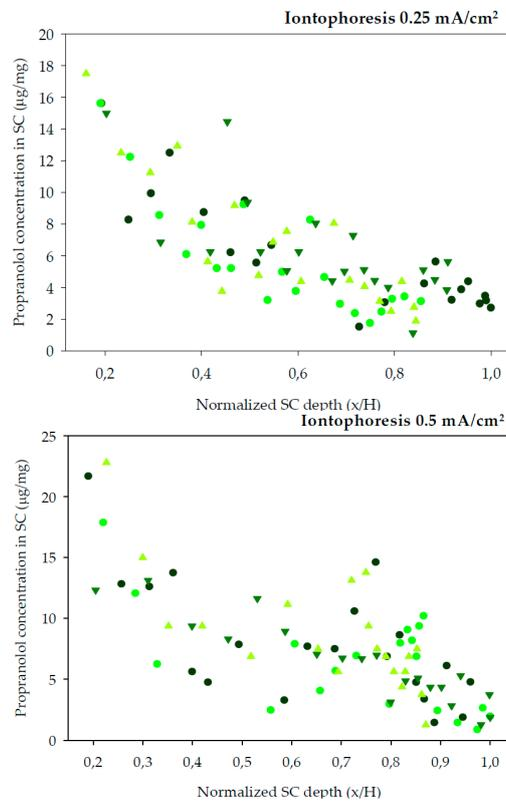 Iontophoresis 0.25 mA/cm²
20
18
16
14
12
10
8
6
4
2
0
Propranolol concentration in SC (µg/mg)
0,2 0,4 0,6 0,8 1,0
Normalized SC depth (x/H)
Iontophoresis 0.5 mA/cm²
25
20
15
10
5
0
Propranolol concentration in SC (µg/mg)
0,2 0,3 0,4 0,5 0,6 0,7 0,8 0,9 1,0
Normalized SC depth (x/H)